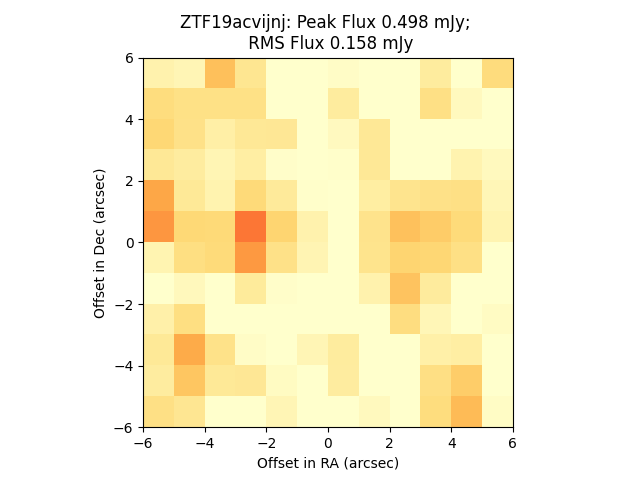 ZTF19acvijnj: Peak Flux 0.498 mJy;
RMS Flux 0.158 mJy
6
4
2
0
−2
−4
−6
Offset in Dec (arcsec)
−6 −4 −2 0 2 4 6
Offset in RA (arcsec)